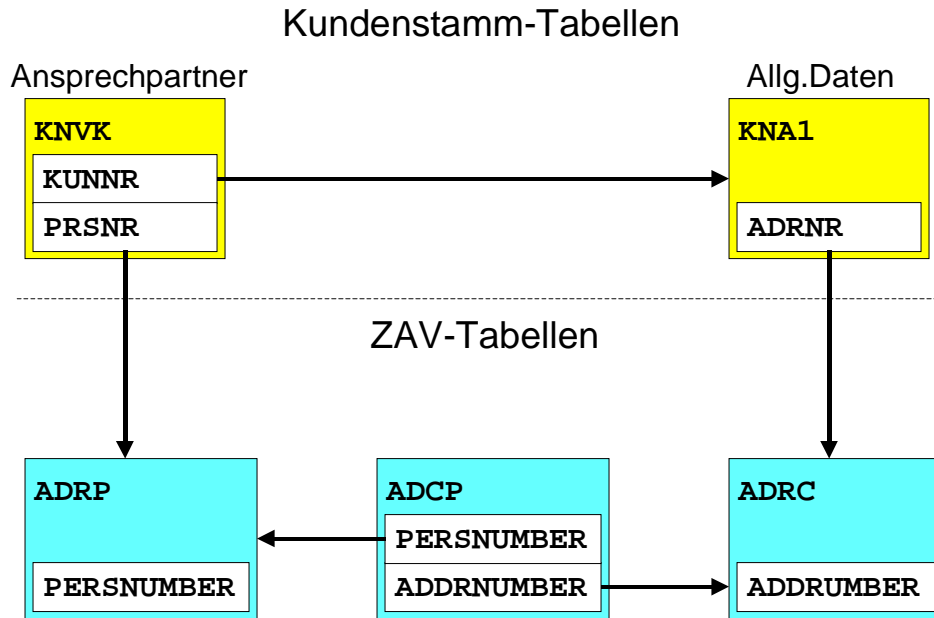 Kundenstamm-Tabellen
Ansprechpartner
Allg.Daten
KNVK
KUNNR
PRSNR
KNA1
ADRNR
ZAV-Tabellen
ADRP
PERSNUMBER
ADCP
PERSNUMBER
ADDRNUMBER
ADRC
ADDRUMBER